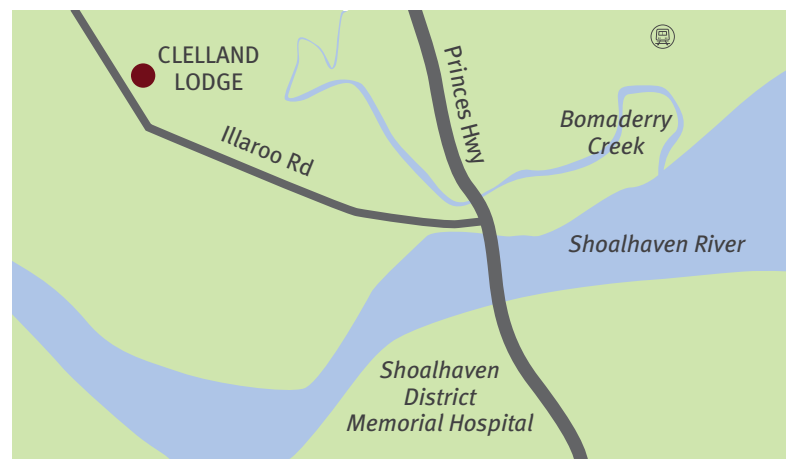 CLELLAND
LODGE
Princes Hwy
Illaroo Rd
Bomaderry
Creek
Shoalhaven River
Shoalhaven
District
Memorial Hospital